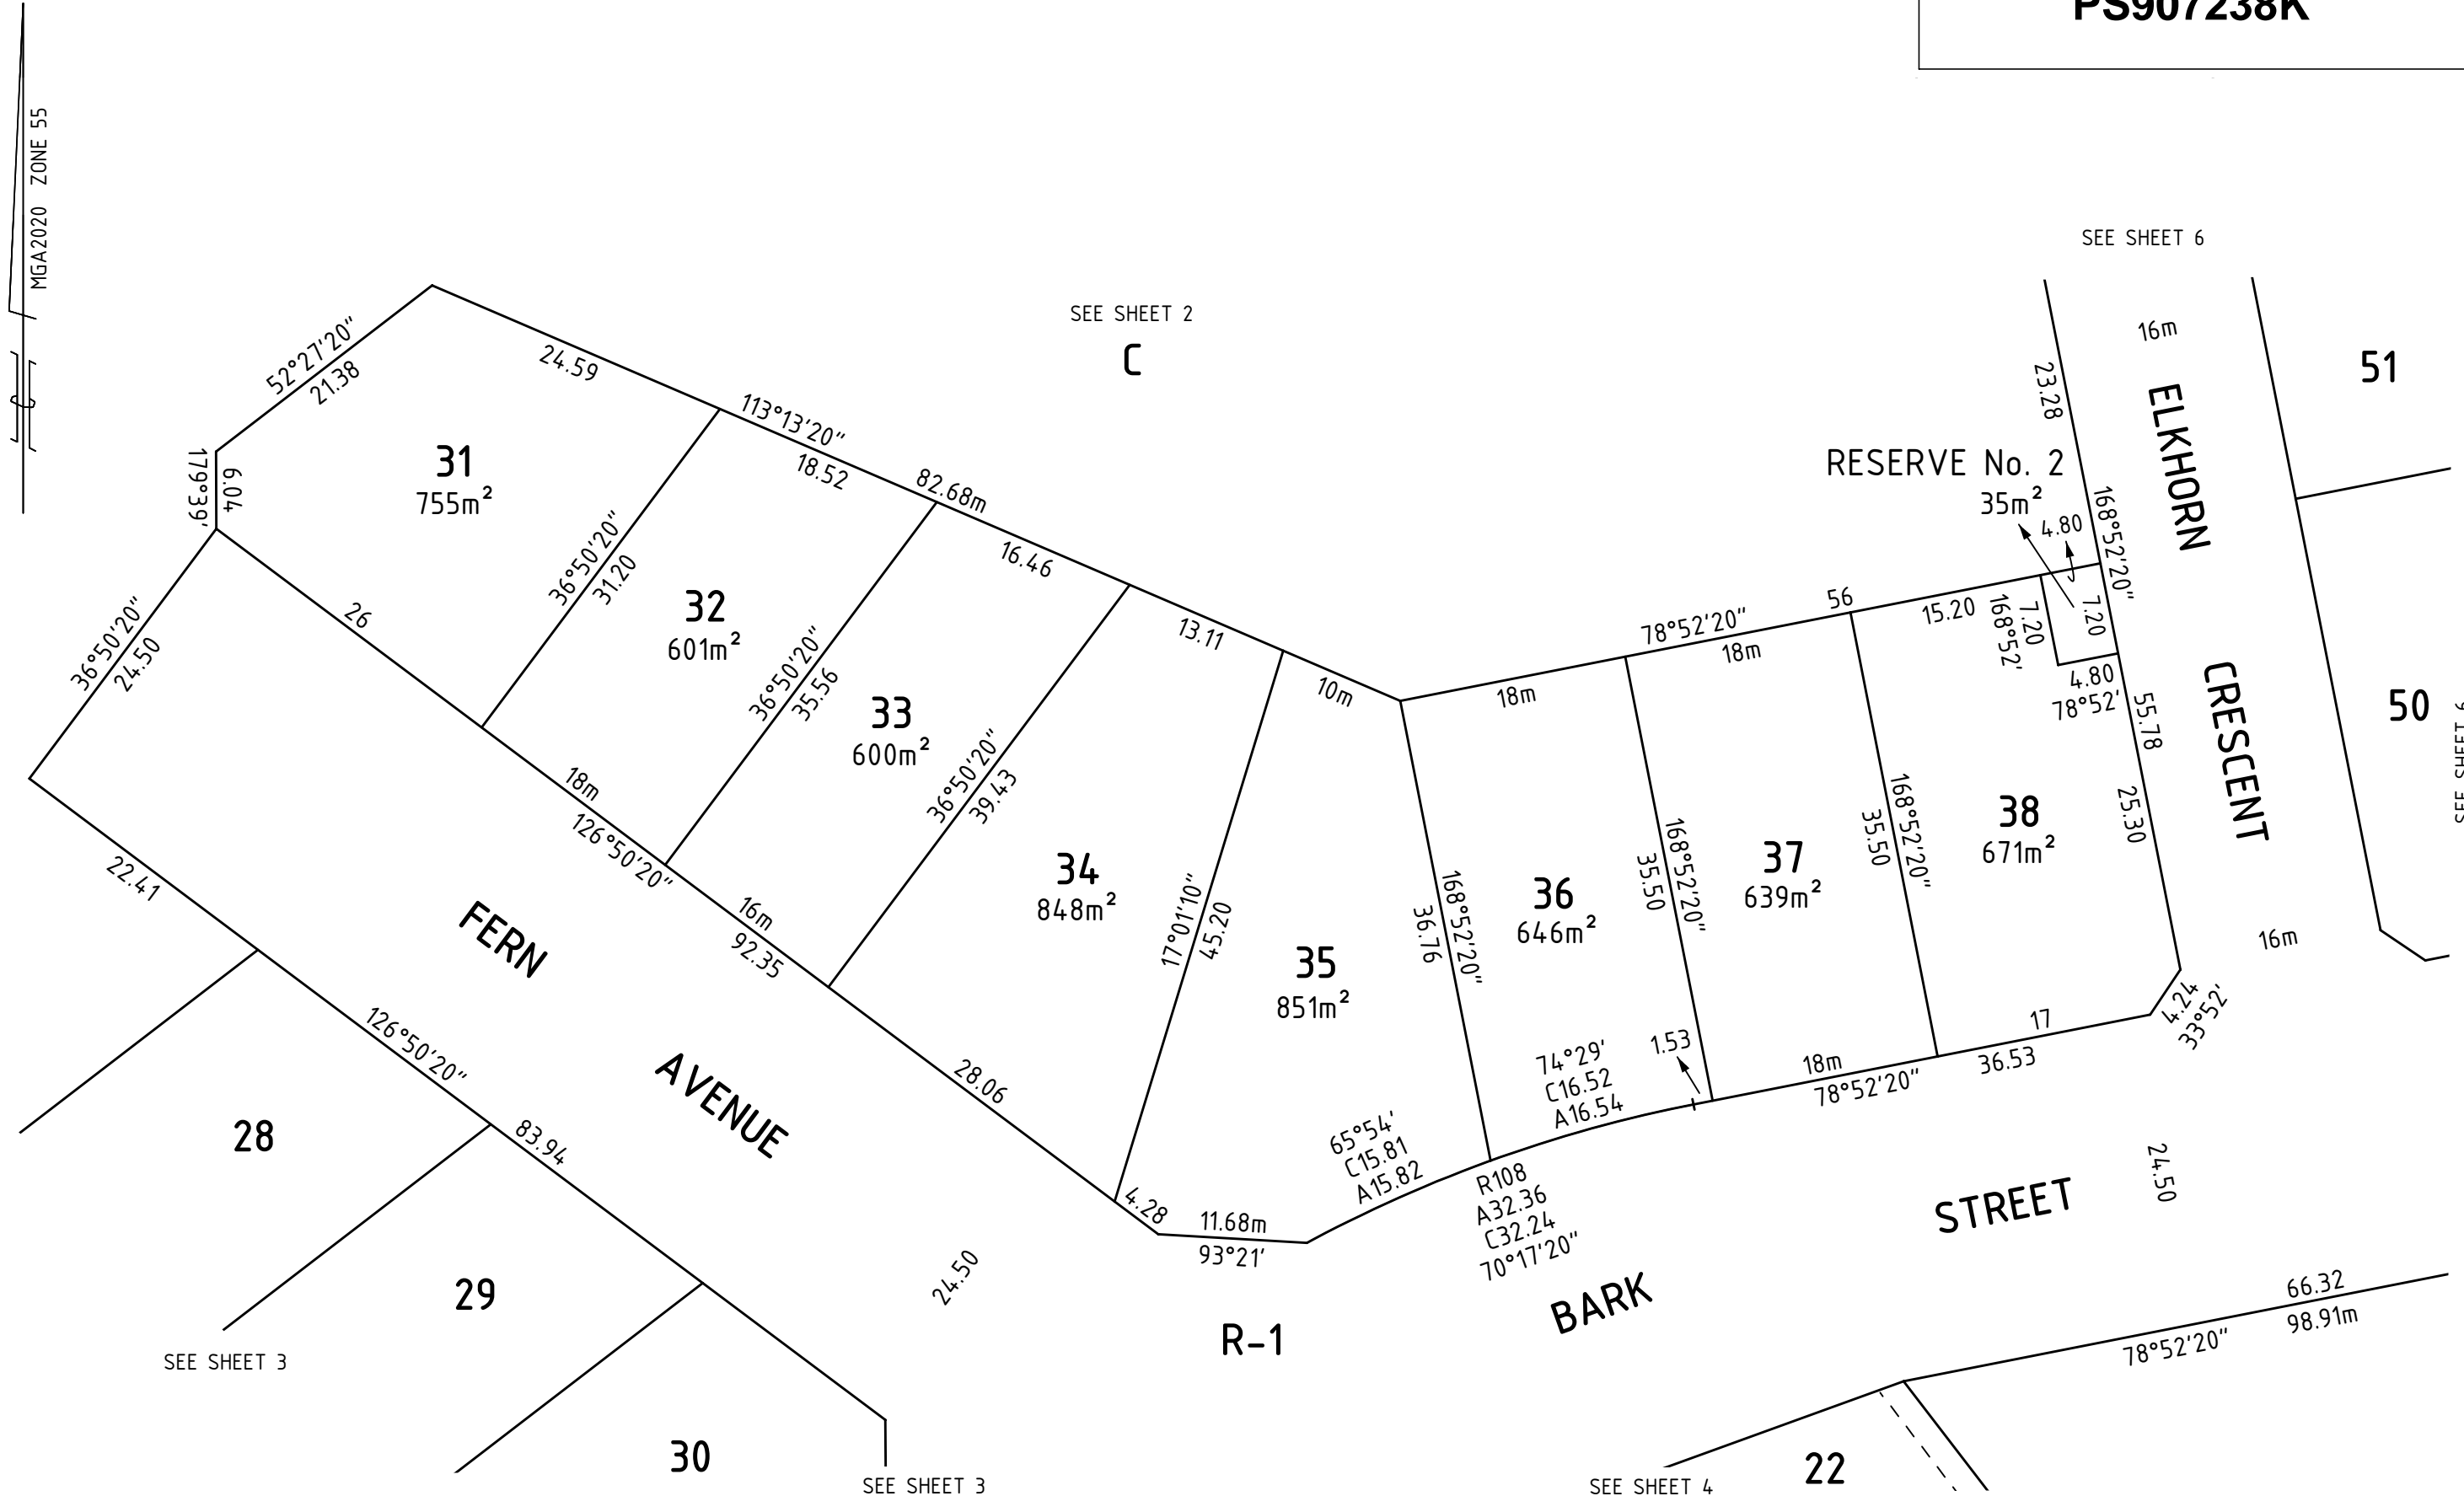 PS907238K
MGA2020 ZONE 55
SEE SHEET 6
SEE SHEET 2
C
16m
51
52°27'20"
21.38
24.59
113°13'20"
18.52
82.68m
16.46
13.11
10m
179°39'
6.04
31
755m²
36°50'20"
31.20
32
601m²
36°50'20"
35.56
33
600m²
36°50'20"
39.43
34
848m²
17°01'10"
45.20
35
851m²
36°50'20"
24.50
26
18m
126°50'20"
16m
92.35
28.06
4.28
11.68m
93°21'
23.28
RESERVE No. 2
35m²
4.80
168°52'20"
ELKHORN
CRESCENT
78°52'20"
56
18m
18m
15.20
168°52'
7.20
7.20
4.80
78°52'
55.78
50
SEE SHEET 6
168°52'20"
36.76
36
646m²
168°52'20"
35.50
37
639m²
168°52'20"
35.50
38
671m²
25.30
16m
4.24
33°52'
17
36.53
18m
78°52'20"
1.53
74°29'
C16.52
A16.54
65°54'
C15.81
A15.82
R108
A32.36
C32.24
70°17'20"
22.41
FERN
AVENUE
126°50'20"
83.94
28
29
30
SEE SHEET 3
SEE SHEET 3
24.50
R-1
BARK
STREET
24.50
66.32
98.91m
78°52'20"
SEE SHEET 4
22